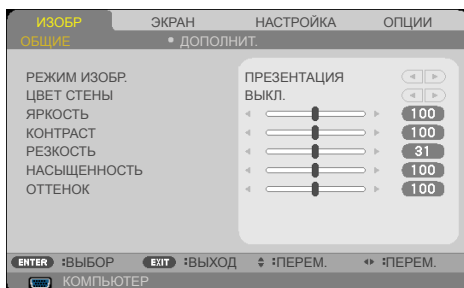 ИЗОБР ЭКРАН НАСТРОЙКА ОПЦИИ
ОБЩИЕ • ДОПОЛНИТ.
РЕЖИМ ИЗОБР. ПРЕЗЕНТАЦИЯ
ЦВЕТ СТЕНЫ ВЫКЛ.
ЯРКОСТЬ 100
КОНТРАСТ 100
РЕЗКОСТЬ 31
НАСЫЩЕННОСТЬ 100
ОТТЕНОК 100
ENTER :ВЫБОР EXIT :ВЫХОД :ПЕРЕМ. :ПЕРЕМ.
КОМПЬЮТЕР